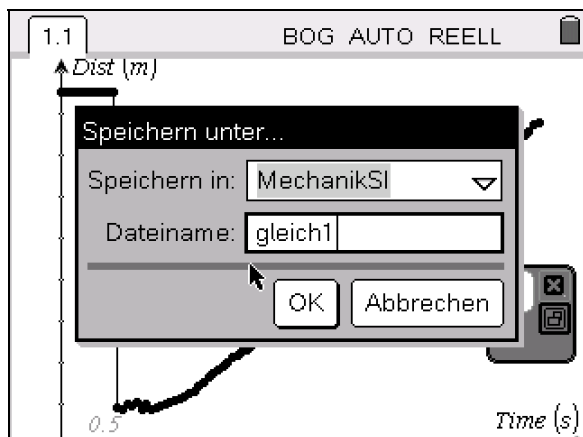 1.1 BOG AUTO REELL
Dist (m)
Speichern unter...
Speichern in: MechanikSI
Dateiname: gleich1
OK Abbrechen
0.5 Time (s)